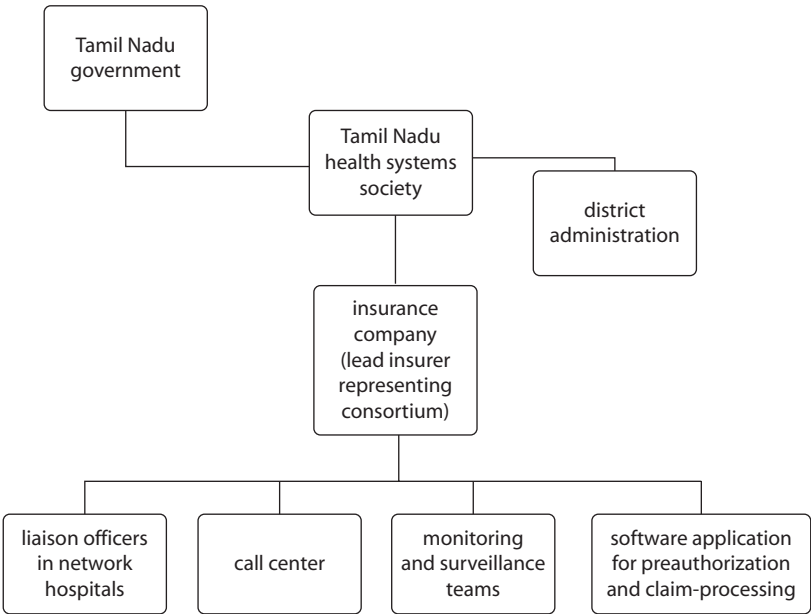 Tamil Nadu
government
Tamil Nadu
health systems
society
district
administration
insurance
company
(lead insurer
representing
consortium)
liaison officers
in network
hospitals
call center
monitoring
and surveillance
teams
software application
for preauthorization
and claim-processing